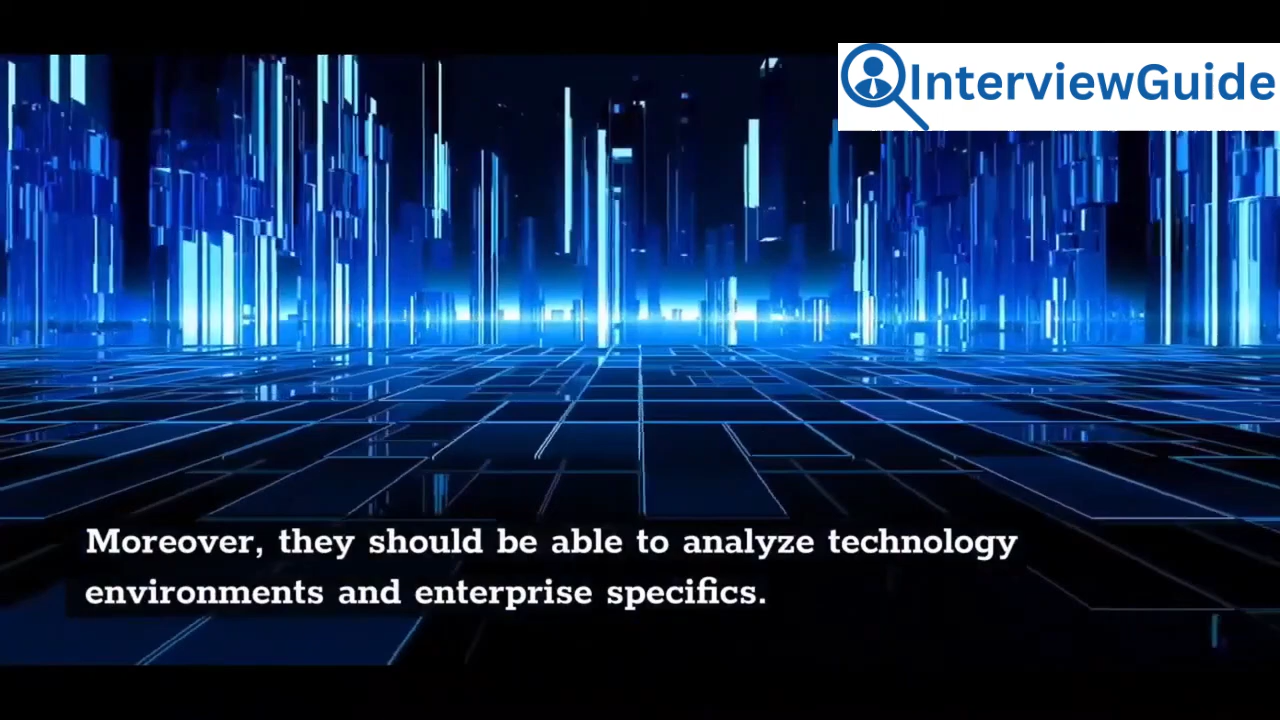 InterviewGuide
Moreover, they should be able to analyze technology
environments and enterprise specifics.